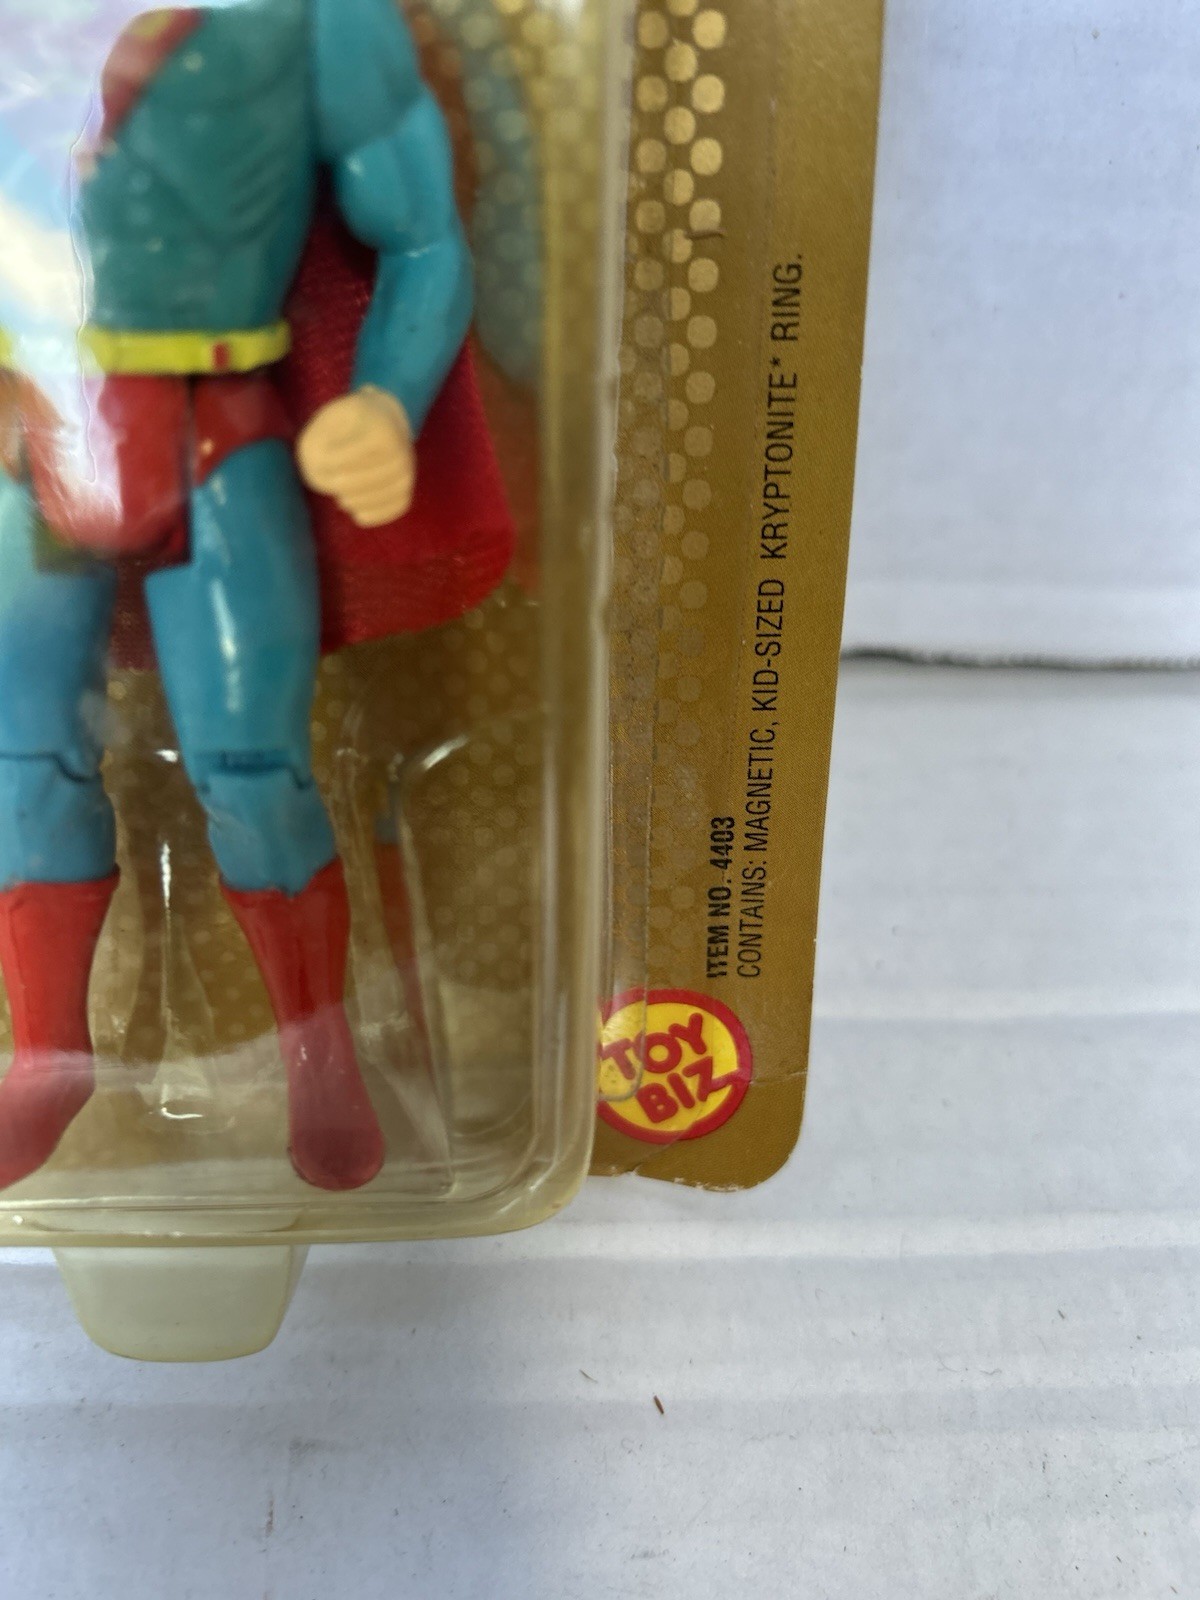 ITEM NO. 4403
CONTAINS: MAGNETIC, KID-SIZED KRYPTONITE* RING.
TOY
BIZ